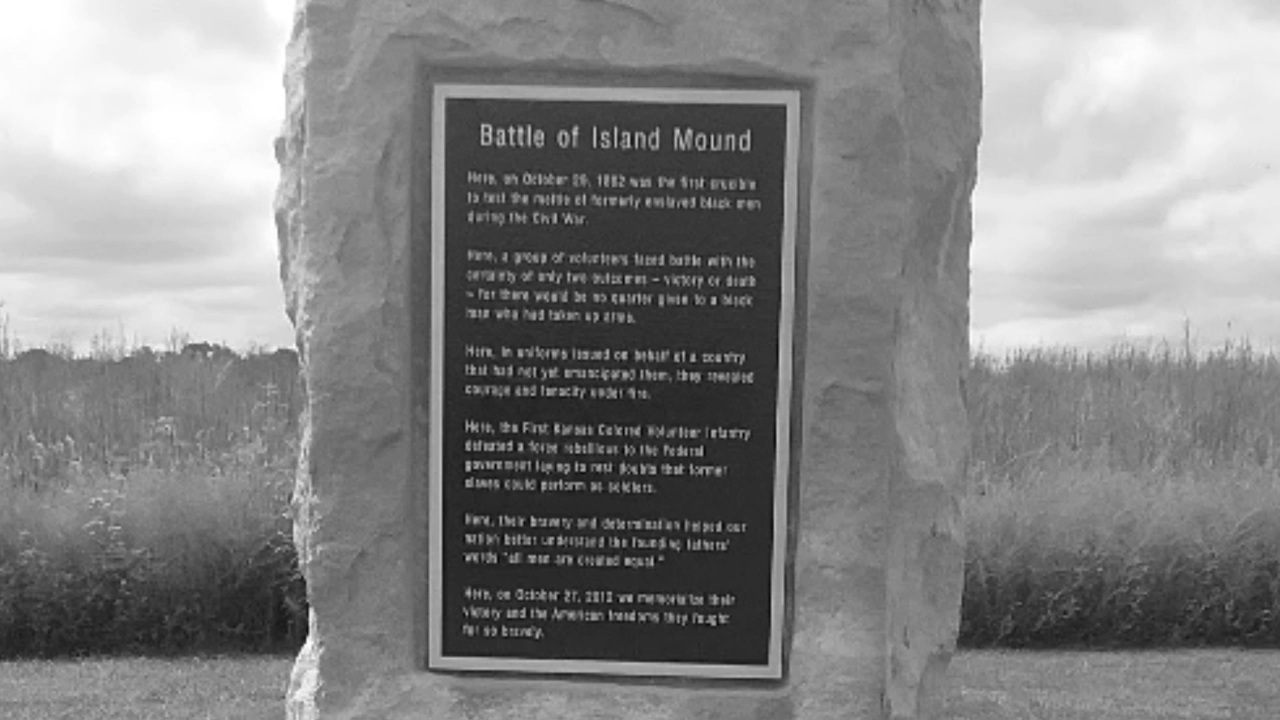 Battle of Island Mound
Here, on October 29, 1862 was the first crucible
to test the mettle of formerly enslaved black men
during the Civil War.
Here, a group of volunteers faced battle with the
certainty of only two outcomes – victory or death
– for there would be no quarter given to a black
man who had taken up arms.
Here, in uniforms issued on behalf of a country
that had not yet emancipated them, they revealed
courage and tenacity under fire.
Here, the First Kansas Colored Volunteer Infantry
defeated a force rebellious to the Federal
government laying to rest doubts that former
slaves could perform as soldiers.
Here, their bravery and determination helped our
nation better understand the founding fathers'
words "all men are created equal."
Here, on October 27, 2012 we memorialize their
victory and the American freedoms they fought
for so bravely.